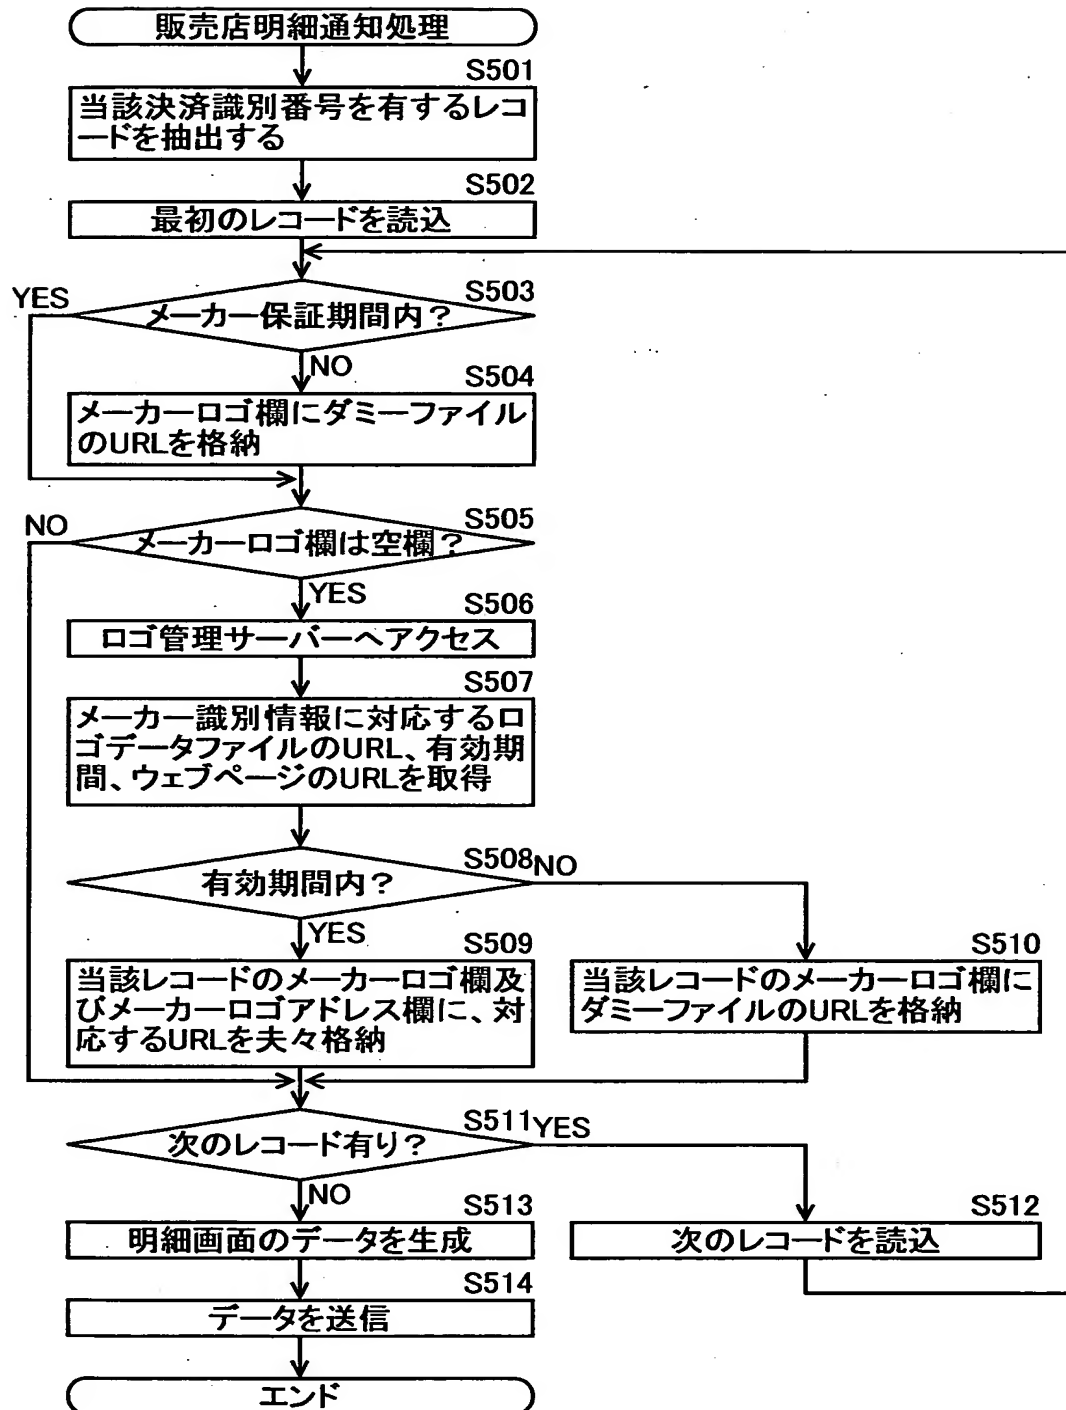 販売店明細通知処理
S501
当該決済識別番号を有するレコ
ードを抽出する
S502
最初のレコードを読込
S503
YES
メーカー保証期間内？
NO
S504
メーカーロゴ欄にダミーファイル
のURLを格納
S505
NO
メーカーロゴ欄は空欄？
YES
S506
ロゴ管理サーバーへアクセス
S507
メーカー識別情報に対応するロ
ゴデータファイルのURL、有効期
間、ウェブページのURLを取得
S508
NO
有効期間内？
YES
S509
当該レコードのメーカーロゴ欄及
びメーカーロゴアドレス欄に、対
応するURLを夫々格納
S510
当該レコードのメーカーロゴ欄に
ダミーファイルのURLを格納
S511
YES
次のレコード有り？
NO
S513
明細画面のデータを生成
S512
次のレコードを読込
S514
データを送信
エンド